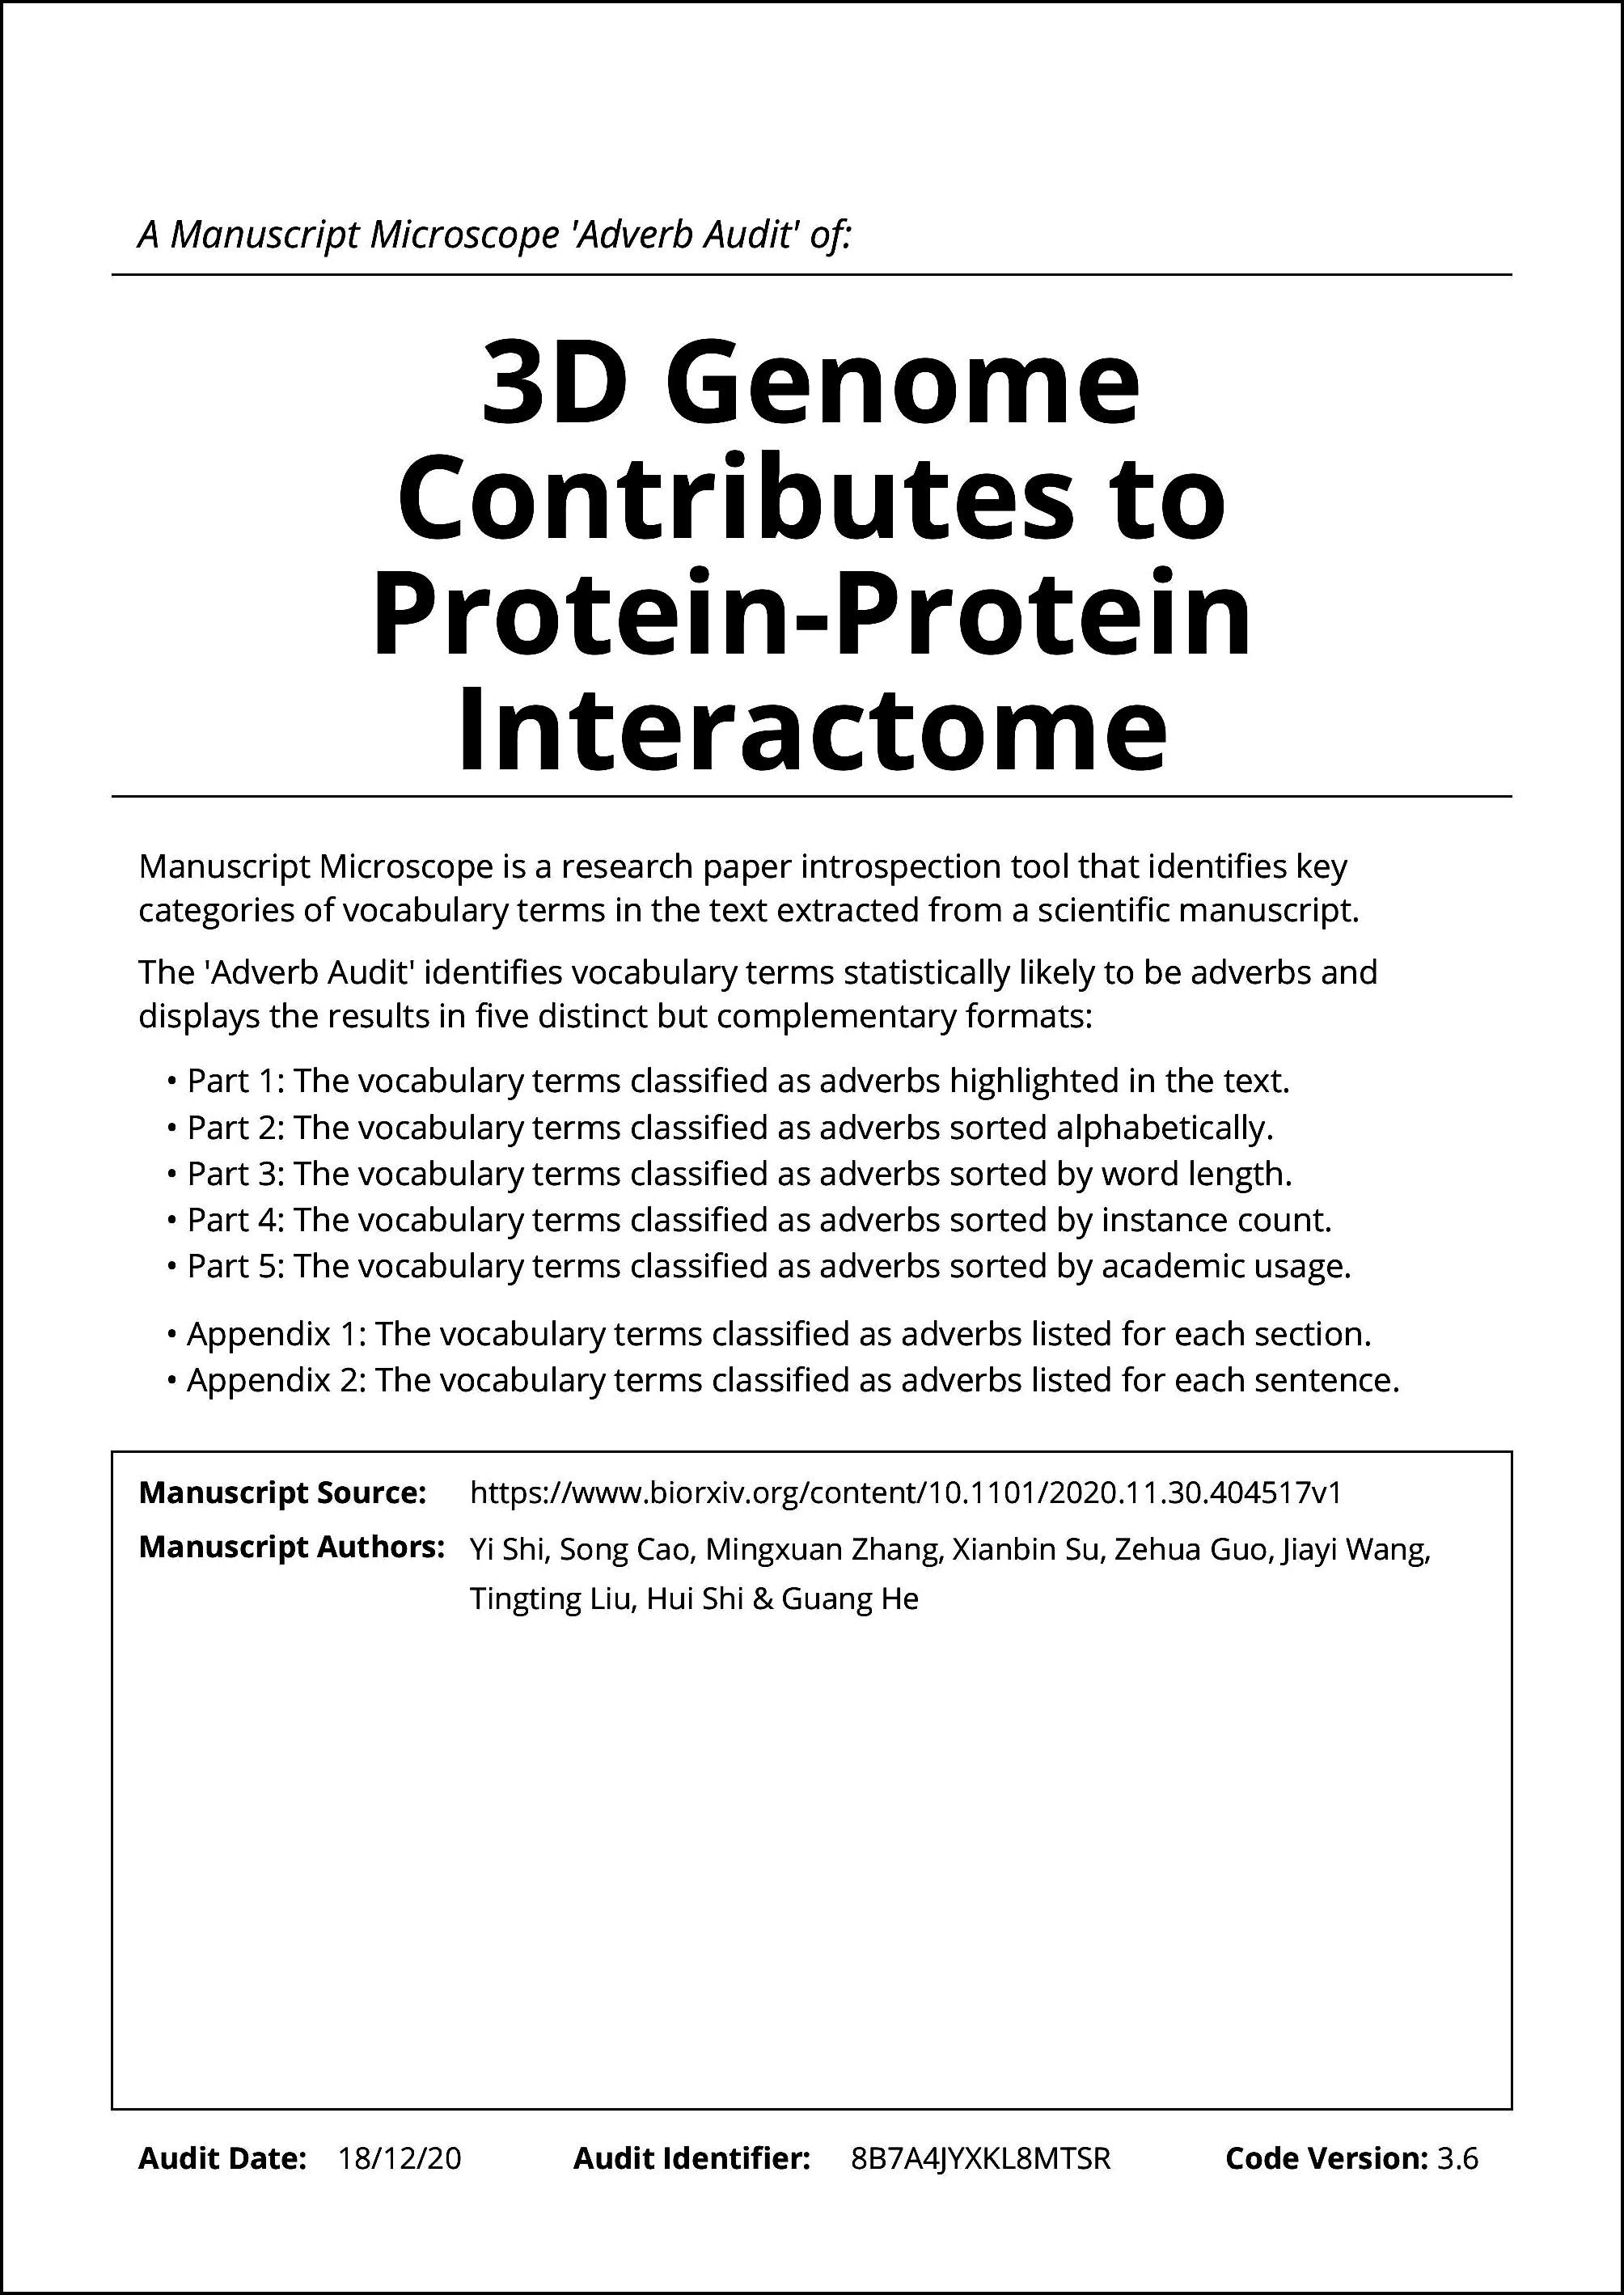 A Manuscript Microscope 'Adverb Audit' of:
3D Genome
Contributes to
Protein-Protein
Interactome
Manuscript Microscope is a research paper introspection tool that identifies key
categories of vocabulary terms in the text extracted from a scientific manuscript.
The 'Adverb Audit' identifies vocabulary terms statistically likely to be adverbs and
displays the results in five distinct but complementary formats:
• Part 1: The vocabulary terms classified as adverbs highlighted in the text.
• Part 2: The vocabulary terms classified as adverbs sorted alphabetically.
• Part 3: The vocabulary terms classified as adverbs sorted by word length.
• Part 4: The vocabulary terms classified as adverbs sorted by instance count.
• Part 5: The vocabulary terms classified as adverbs sorted by academic usage.
• Appendix 1: The vocabulary terms classified as adverbs listed for each section.
• Appendix 2: The vocabulary terms classified as adverbs listed for each sentence.
Manuscript Source: https://www.biorxiv.org/content/10.1101/2020.11.30.404517v1
Manuscript Authors: Yi Shi, Song Cao, Mingxuan Zhang, Xianbin Su, Zehua Guo, Jiayi Wang,
Tingting Liu, Hui Shi & Guang He
Audit Date: 18/12/20 Audit Identifier: 8B7A4JYXKL8MTSR Code Version: 3.6